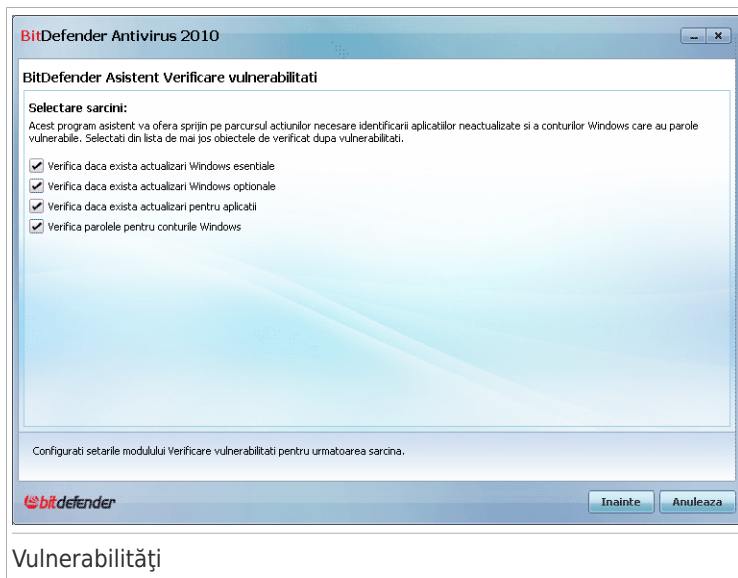 BitDefender Antivirus 2010
BitDefender Asistent Verificare vulnerabilitati
Selectare sarcini:
Acest program asistent va ofera sprijin pe parcursul actiunilor necesare identificarii aplicatiilor neactualizate si a conturilor Windows care au parole
vulnerabile. Selectati din lista de mai jos obiectele de verificat dupa vulnerabilitati.
Verifica daca exista actualizari Windows esentiale
Verifica daca exista actualizari Windows optionale
Verifica daca exista actualizari pentru aplicatii
Verifica parolele pentru conturile Windows
Configurati setarile modulului Verificare vulnerabilitati pentru urmatoarea sarcina.
bitdefender
Inainte Anuleaza
Vulnerabilităţi